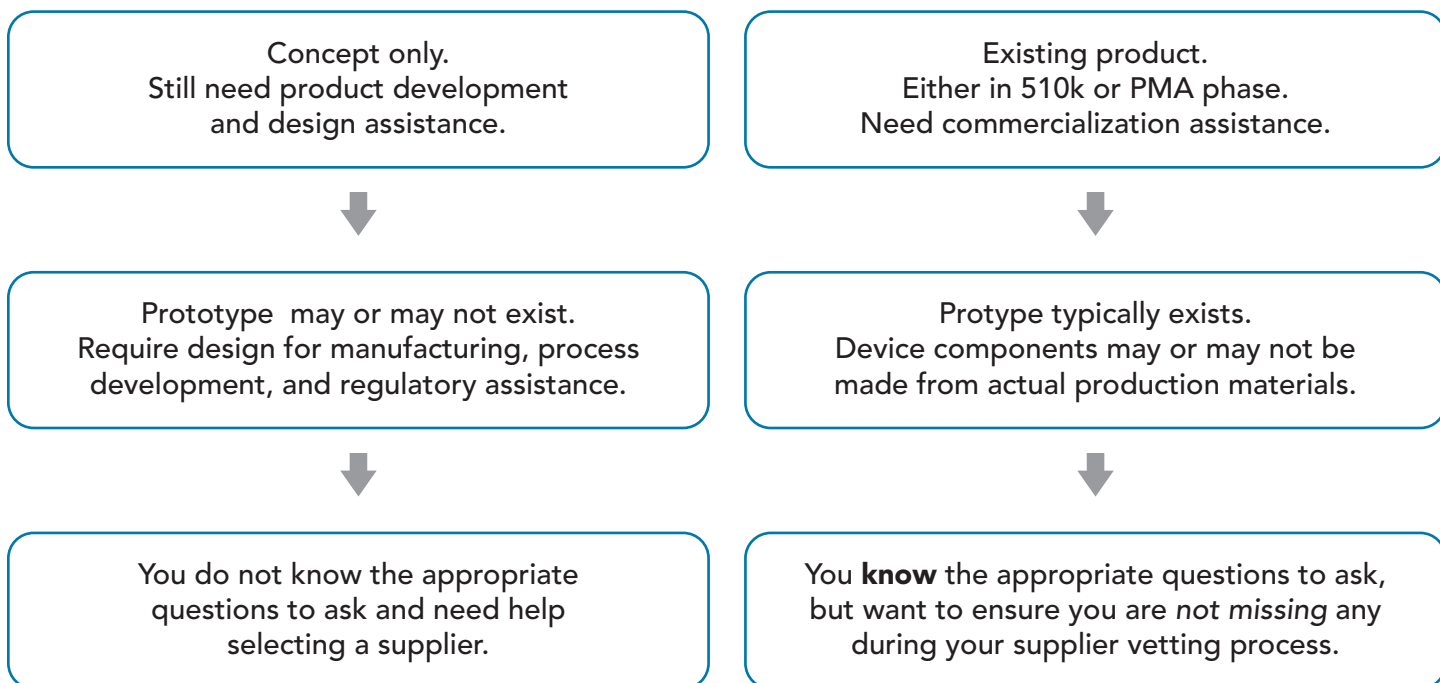 Concept only.
Still need product development
and design assistance.
Prototype  may or may not exist.
Require design for manufacturing, process
development, and regulatory assistance.
You do not know the appropriate
questions to ask and need help
selecting a supplier.
Existing product.
Either in 510k or PMA phase.
Need commercialization assistance.
Protype typically exists.
Device components may or may not be
made from actual production materials.
You know the appropriate questions to ask,
but want to ensure you are not missing any
during your supplier vetting process.